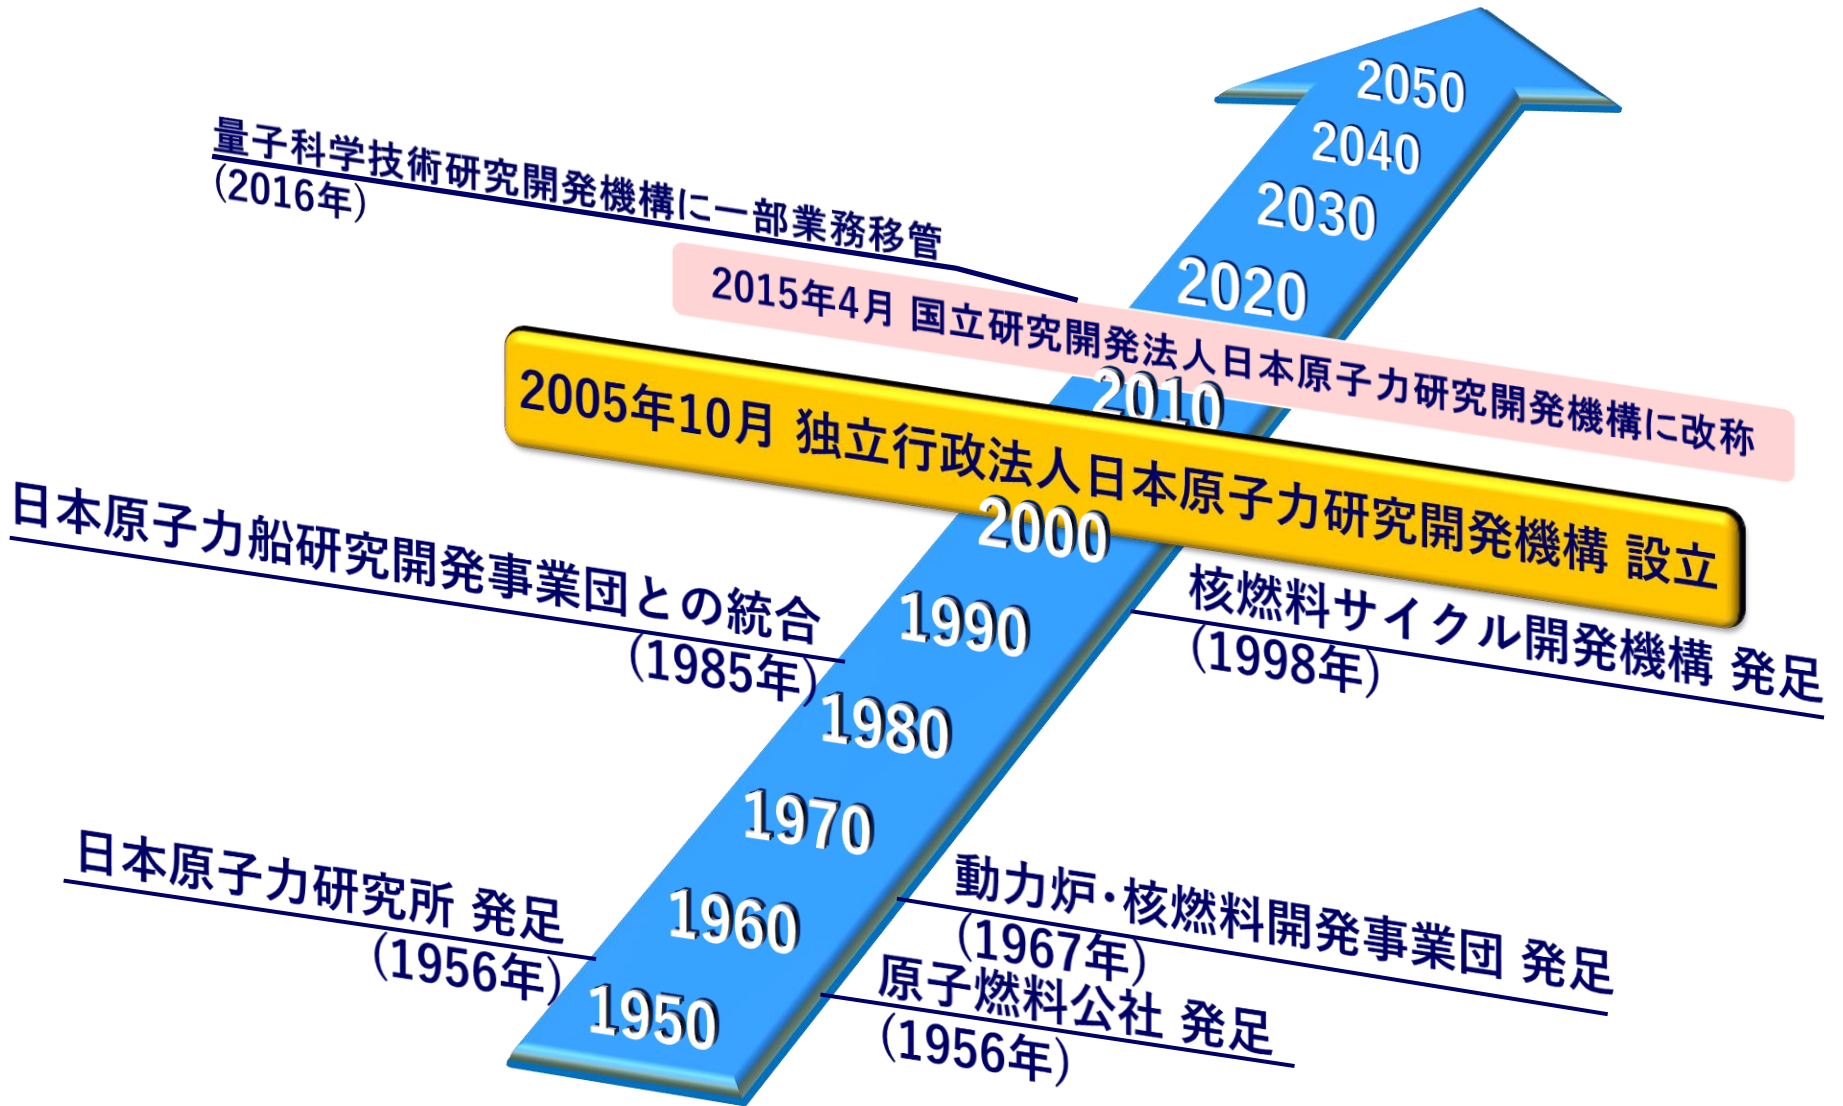 2050
2040
2030
2020
2010
2000
1990
1980
1970
1960
1950
量子科学技術研究開発機構に一部業務移管
(2016年)
2015年4月 国立研究開発法人日本原子力研究開発機構に改称
2005年10月 独立行政法人日本原子力研究開発機構 設立
日本原子力船研究開発事業団との統合
(1985年)
核燃料サイクル開発機構 発足
(1998年)
日本原子力研究所 発足
(1956年)
動力炉・核燃料開発事業団 発足
(1967年)
原子燃料公社 発足
(1956年)